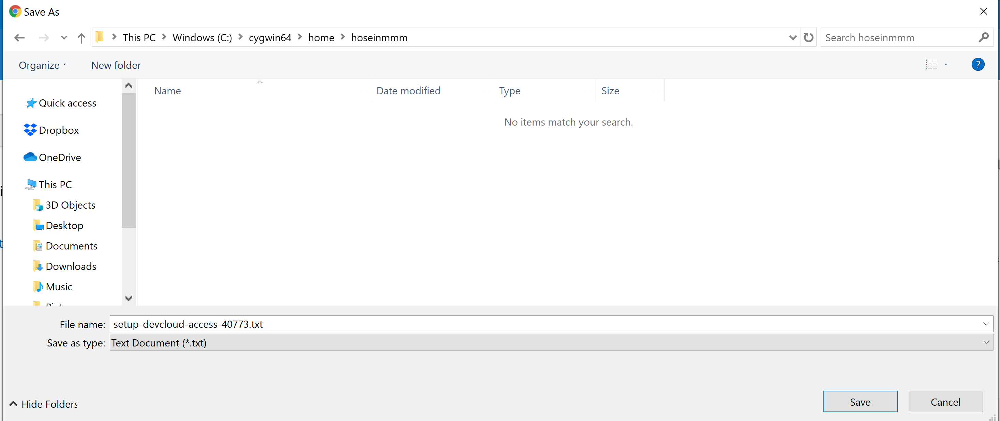 Save As
This PC > Windows (C:) > cygwin64 > home > hoseinmmm
Search hoseinmmm
Organize
New folder
?
Name
Date modified
Type
Size
No items match your search.
Quick access
Dropbox
OneDrive
This PC
3D Objects
Desktop
Documents
Downloads
Music
File name: setup-devcloud-access-40773.txt
Save as type: Text Document (*.txt)
Hide Folders
Save
Cancel